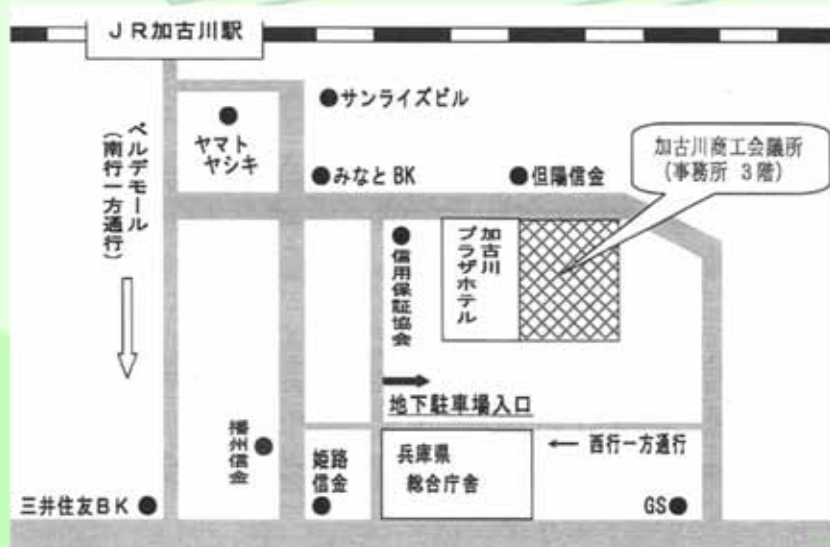 JR加古川駅
サンライズビル
ヤマト
ヤシキ
みなとBK
但陽信金
加古川商工会議所
(事務所 3階)
ベルデモール
(南行一方通行)
信用保証協会
加古川
プラザホテル
地下駐車場入口
播州信金
姫路
信金
兵庫県
総合庁舎
← 西行一方通行
三井住友BK
GS